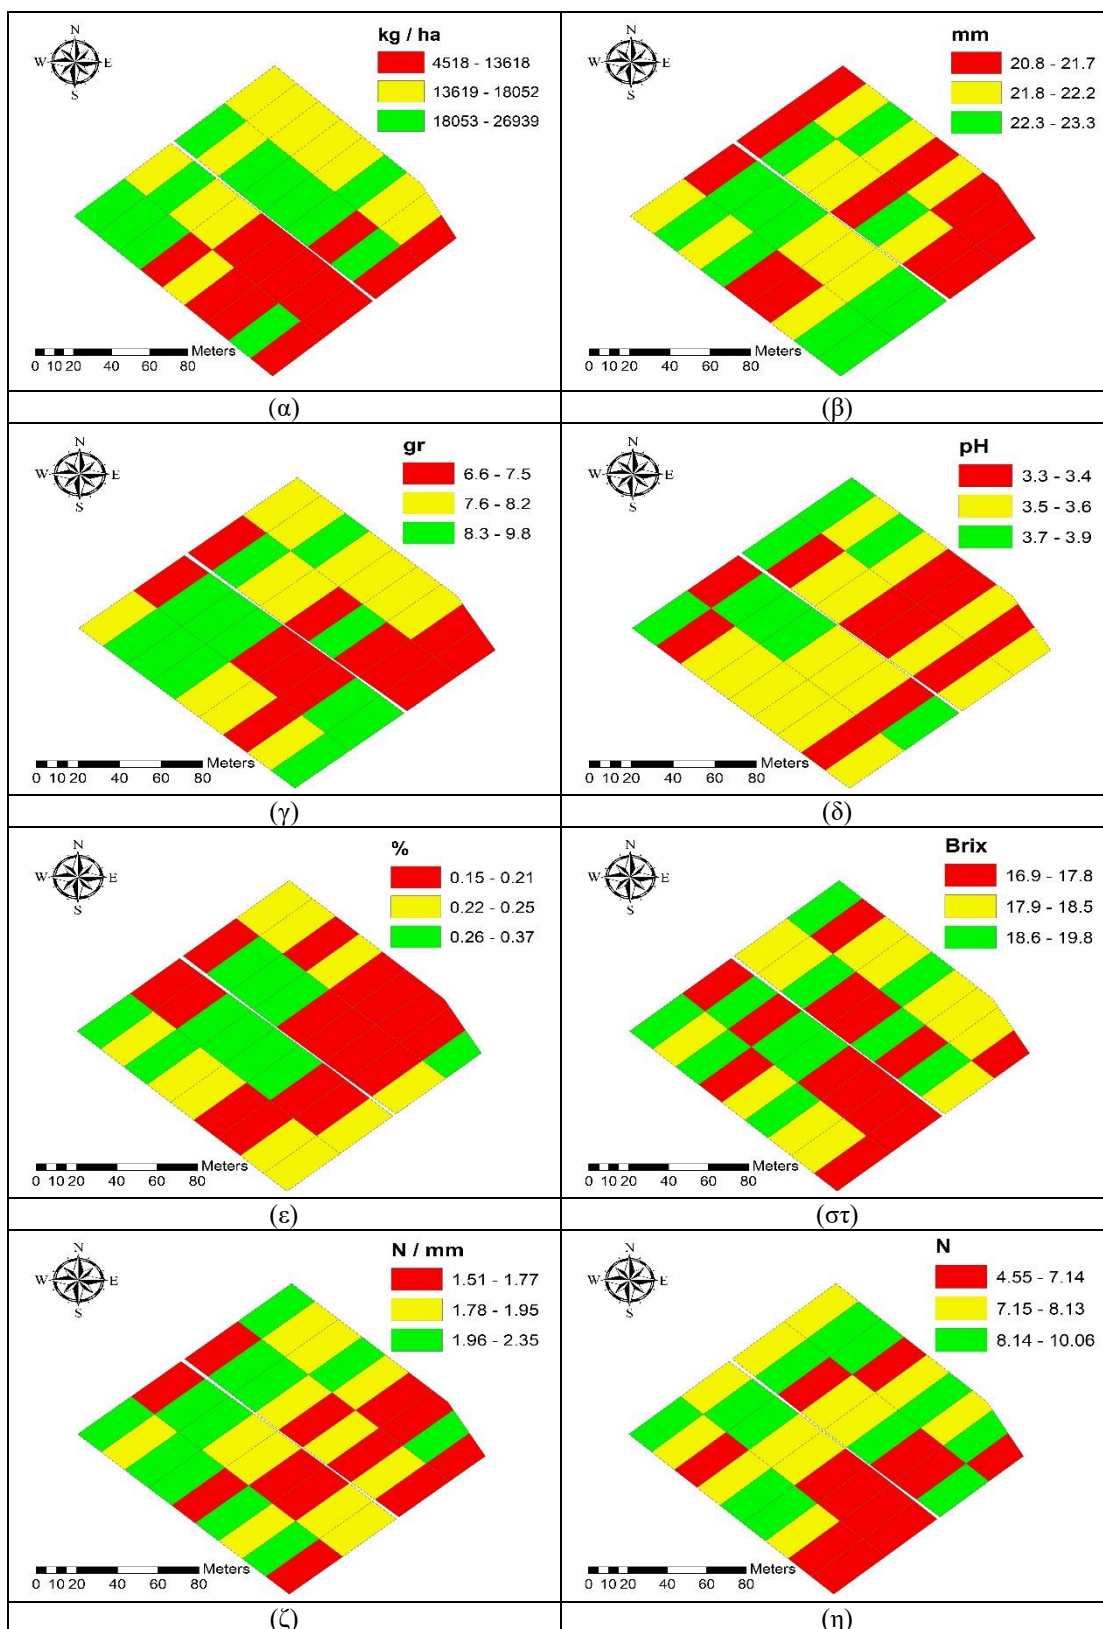 N
W E
S
kg / ha
4518 - 13618
13619 - 18052
18053 - 26939
Meters
0 10 20 40 60 80
(α)
N
W E
S
mm
20.8 - 21.7
21.8 - 22.2
22.3 - 23.3
Meters
0 10 20 40 60 80
(β)
N
W E
S
gr
6.6 - 7.5
7.6 - 8.2
8.3 - 9.8
Meters
0 10 20 40 60 80
(γ)
N
W E
S
pH
3.3 - 3.4
3.5 - 3.6
3.7 - 3.9
Meters
0 10 20 40 60 80
(δ)
N
W E
S
%
0.15 - 0.21
0.22 - 0.25
0.26 - 0.37
Meters
0 10 20 40 60 80
(ε)
N
W E
S
Brix
16.9 - 17.8
17.9 - 18.5
18.6 - 19.8
Meters
0 10 20 40 60 80
(στ)
N
W E
S
N / mm
1.51 - 1.77
1.78 - 1.95
1.96 - 2.35
Meters
0 10 20 40 60 80
(ζ)
N
W E
S
N
4.55 - 7.14
7.15 - 8.13
8.14 - 10.06
Meters
0 10 20 40 60 80
(η)